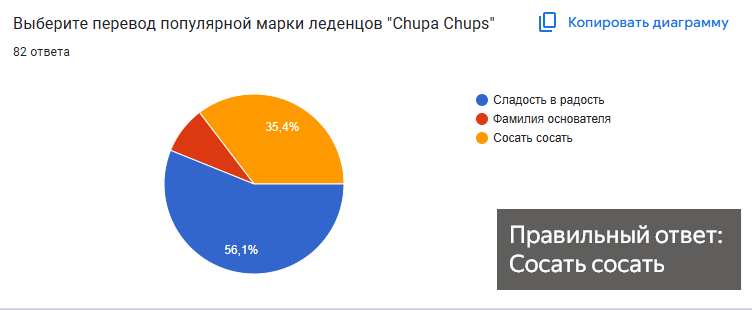 Выберите перевод популярной марки леденцов "Chupa Chups"
Копировать диаграмму
82 ответа
35,4%
56,1%
Сладость в радость
Фамилия основателя
Сосать сосать
Правильный ответ:
Сосать сосать